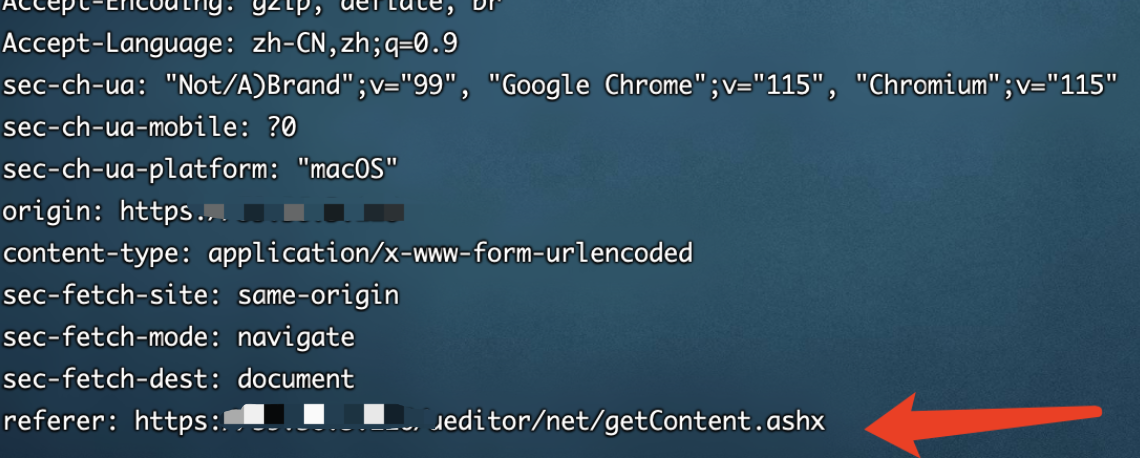 Accept-Encoding: gzip, deflate, br
Accept-Language: zh-CN,zh;q=0.9
sec-ch-ua: "Not/A)Brand";v="99", "Google Chrome";v="115", "Chromium";v="115"
sec-ch-ua-mobile: ?0
sec-ch-ua-platform: "macOS"
origin: https:
content-type: application/x-www-form-urlencoded
sec-fetch-site: same-origin
sec-fetch-mode: navigate
sec-fetch-dest: document
referer: https: ueditor/net/getContent.ashx